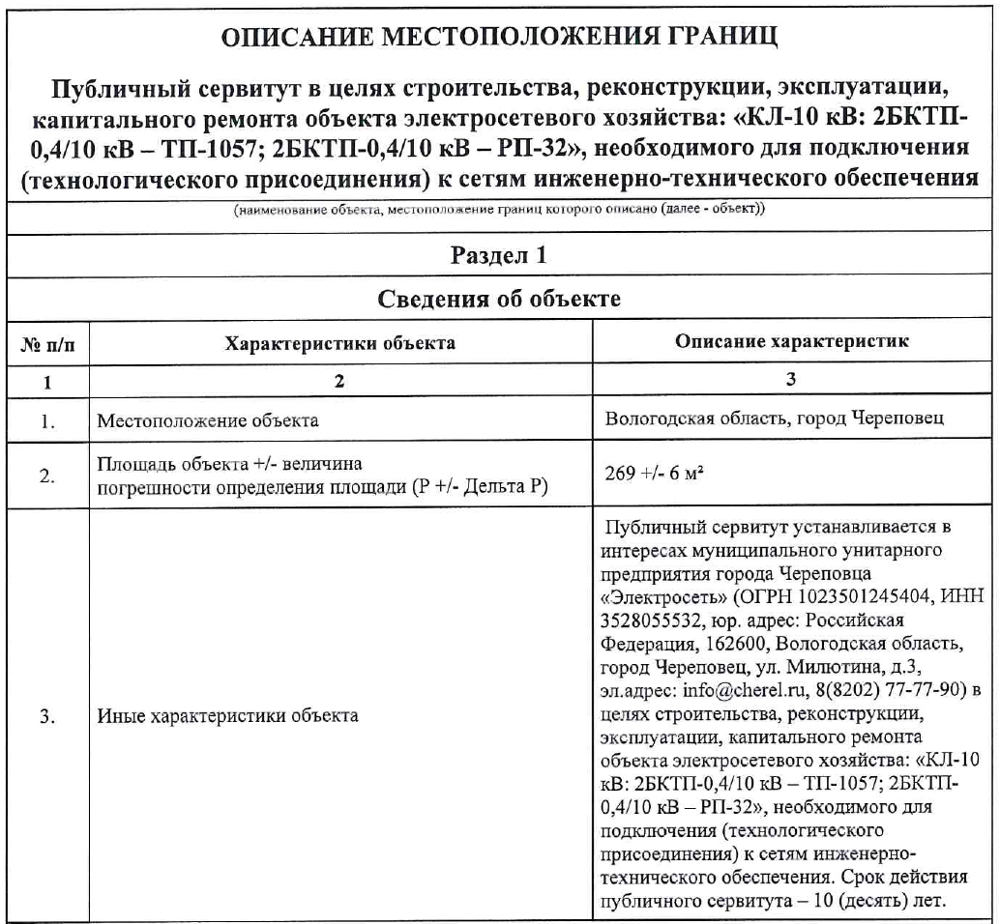 ОПИСАНИЕ МЕСТОПОЛОЖЕНИЯ ГРАНИЦ
Публичный сервитут в целях строительства, реконструкции, эксплуатации,
капитального ремонта объекта электросетевого хозяйства: «КЛ-10 кВ: 2БКТП-
0,4/10 кВ – ТП-1057; 2БКТП-0,4/10 кВ – РП-32», необходимого для подключения
(технологического присоединения) к сетям инженерно-технического обеспечения
(наименование объекта, местоположение границ которого описано (далее - объект))
Раздел 1
Сведения об объекте
№ п/п Характеристики объекта Описание характеристик
1 2 3
1. Местоположение объекта Вологодская область, город Череповец
2. Площадь объекта +/- величина
погрешности определения площади (Р +/- Дельта Р) 269 +/- 6 м²
3. Иные характеристики объекта
Публичный сервитут устанавливается в
интересах муниципального унитарного
предприятия города Череповца
«Электросеть» (ОГРН 1023501245404, ИНН
3528055532, юр. адрес: Российская
Федерация, 162600, Вологодская область,
город Череповец, ул. Милютина, д.3,
эл.адрес: info@cherel.ru, 8(8202) 77-77-90) в
целях строительства, реконструкции,
эксплуатации, капитального ремонта
объекта электросетевого хозяйства: «КЛ-10
кВ: 2БКТП-0,4/10 кВ – ТП-1057; 2БКТП-
0,4/10 кВ – РП-32», необходимого для
подключения (технологического
присоединения) к сетям инженерно-
технического обеспечения. Срок действия
публичного сервитута – 10 (десять) лет.